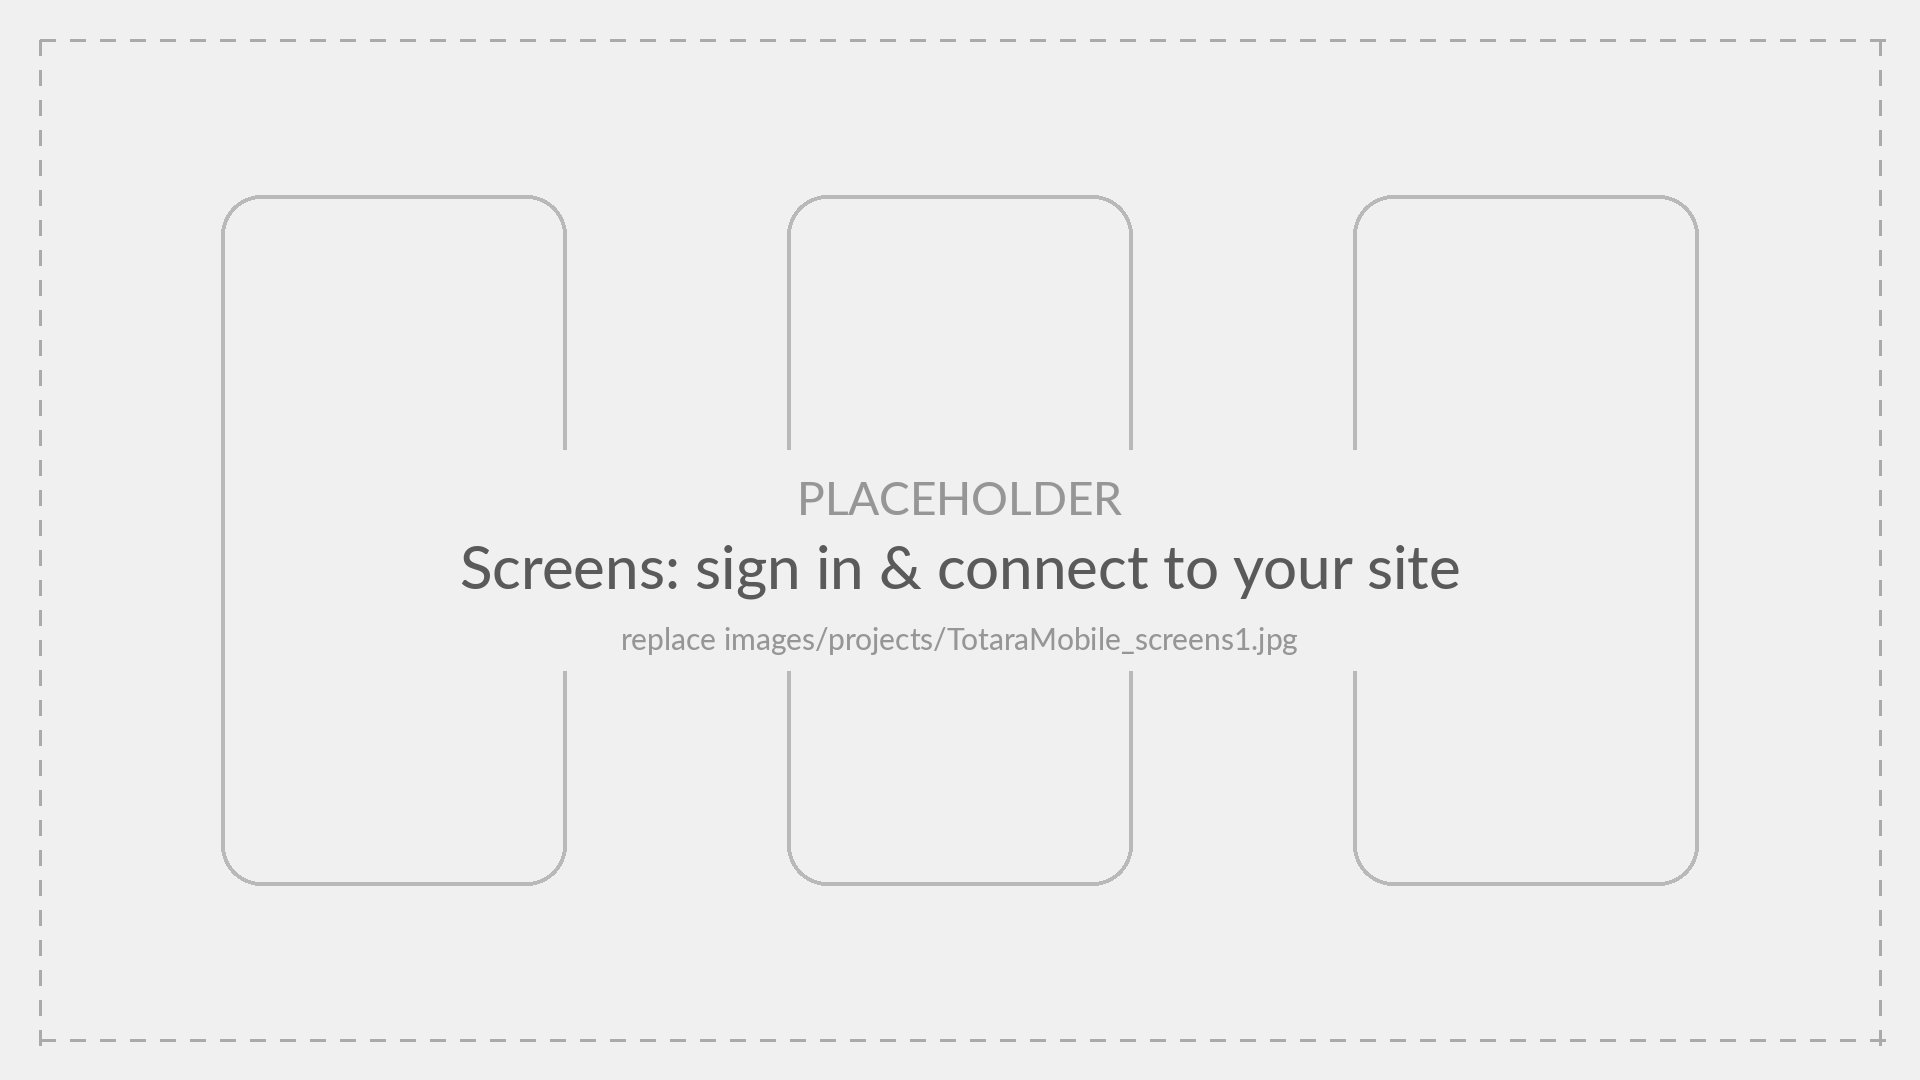 PLACEHOLDER
Screens: sign in & connect to your site
replace images/projects/TotaraMobile_screens1.jpg